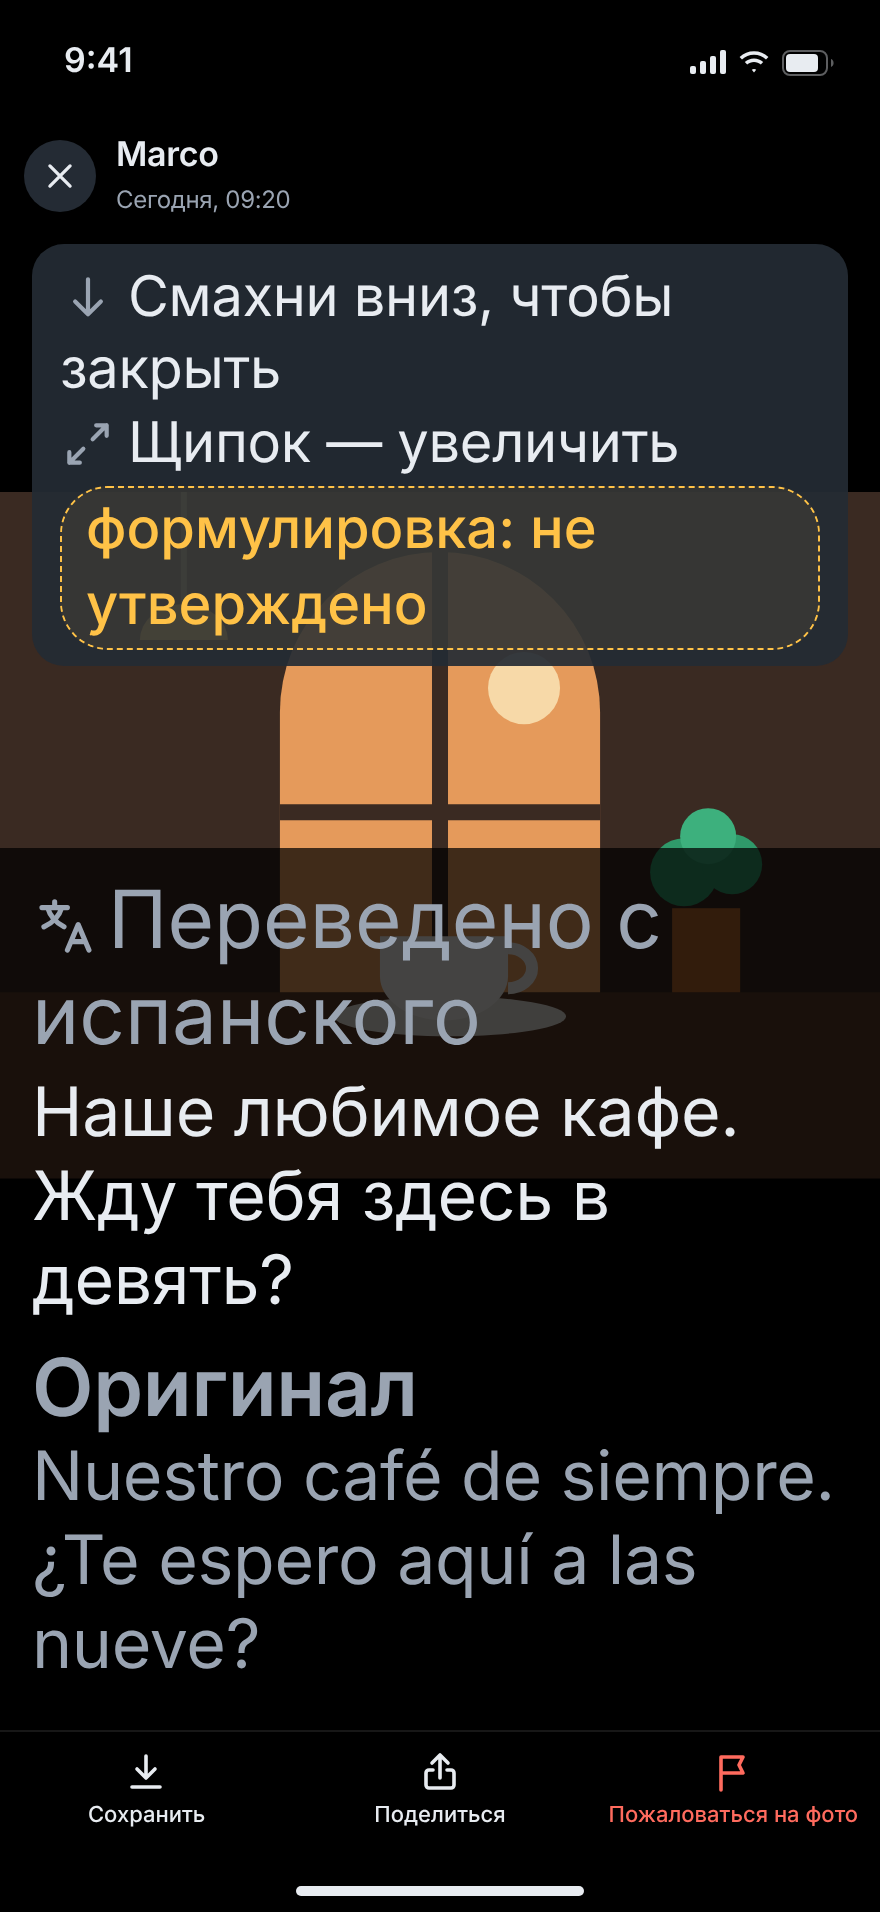 9:41
Marco
Сегодня, 09:20
Смахни вниз, чтобы
закрыть
Щипок — увеличить
формулировка: не
утверждено
Переведено с
испанского
Наше любимое кафе.
Жду тебя здесь в
девять?
Оригинал
Nuestro café de siempre.
¿Te espero aquí a las
nueve?
Сохранить
Поделиться
Пожаловаться на фото